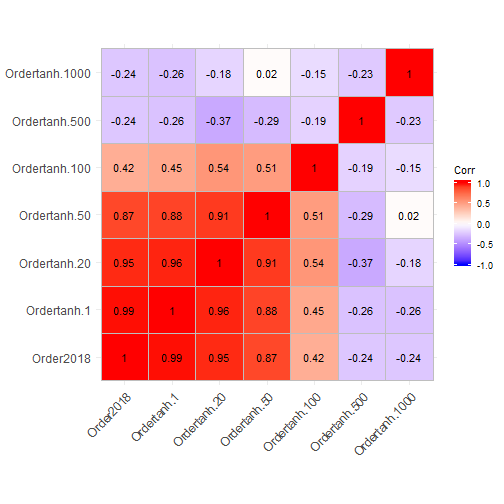 Ordertanh.1000 -0.24 -0.26 -0.18 0.02 -0.15 -0.23 1
Ordertanh.500 -0.24 -0.26 -0.37 -0.29 -0.19 1 -0.23
Ordertanh.100 0.42 0.45 0.54 0.51 1 -0.19 -0.15
Ordertanh.50 0.87 0.88 0.91 1 0.51 -0.29 0.02
Ordertanh.20 0.95 0.96 1 0.91 0.54 -0.37 -0.18
Ordertanh.1 0.99 1 0.96 0.88 0.45 -0.26 -0.26
Order2018 1 0.99 0.95 0.87 0.42 -0.24 -0.24
Order2018
Ordertanh.1
Ordertanh.20
Ordertanh.50
Ordertanh.100
Ordertanh.500
Ordertanh.1000
Corr
1.0
0.5
0.0
-0.5
-1.0